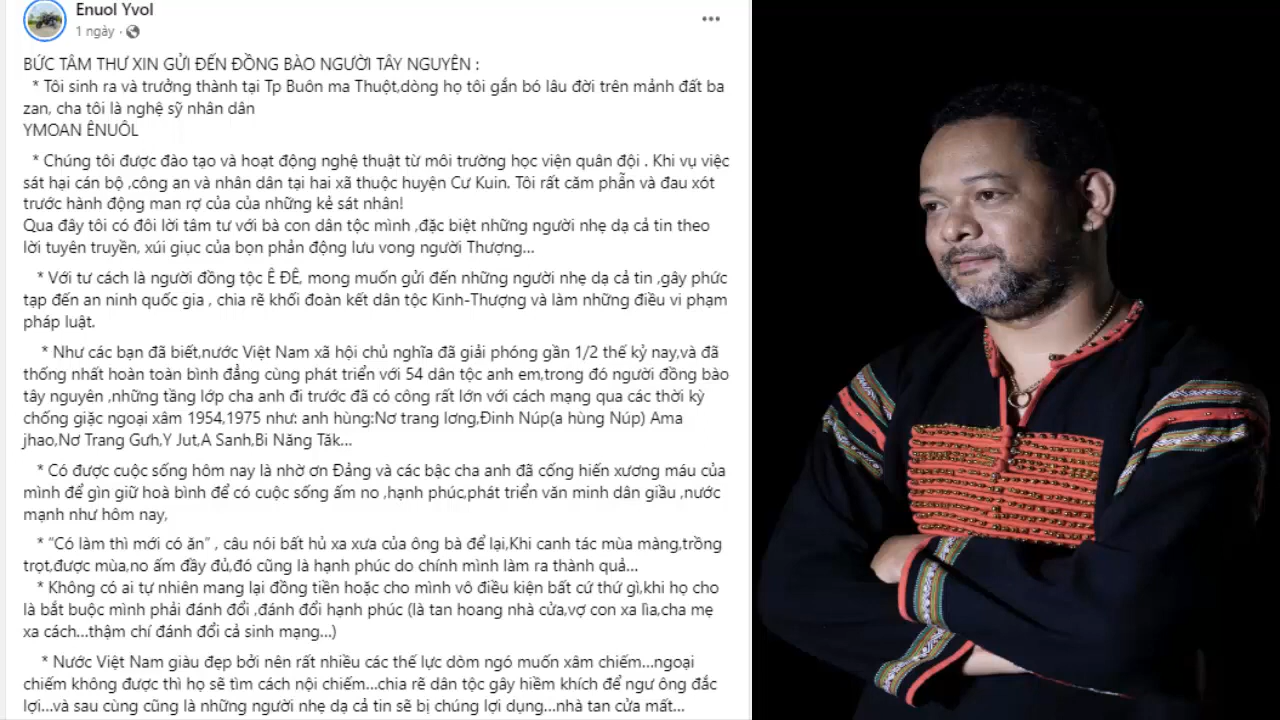 Enuol Yvol
1 ngày ·
BỨC TÂM THƯ XIN GỬI ĐẾN ĐỒNG BÀO NGƯỜI TÂY NGUYÊN :
* Tôi sinh ra và trưởng thành tại Tp Buôn ma Thuột,dòng họ tôi gắn bó lâu đời trên mảnh đất ba
zan, cha tôi là nghệ sỹ nhân dân
YMOAN ÊNUÔL
* Chúng tôi được đào tạo và hoạt động nghệ thuật từ môi trường học viện quân đội . Khi vụ việc
sát hại cán bộ ,công an và nhân dân tại hai xã thuộc huyện Cư Kuin. Tôi rất căm phẫn và đau xót
trước hành động man rợ của của những kẻ sát nhân!
Qua đây tôi có đôi lời tâm tư với bà con dân tộc mình ,đặc biệt những người nhẹ dạ cả tin theo
lời tuyên truyền, xúi giục của bọn phản động lưu vong người Thượng...
* Với tư cách là người đồng tộc Ê ĐÊ, mong muốn gửi đến những người nhẹ dạ cả tin ,gây phức
tạp đến an ninh quốc gia , chia rẽ khối đoàn kết dân tộc Kinh-Thượng và làm những điều vi phạm
pháp luật.
* Như các bạn đã biết,nước Việt Nam xã hội chủ nghĩa đã giải phóng gần 1/2 thế kỷ nay,và đã
thống nhất hoàn toàn bình đẳng cùng phát triển với 54 dân tộc anh em,trong đó người đồng bào
tây nguyên ,những tầng lớp cha anh đi trước đã có công rất lớn với cách mạng qua các thời kỳ
chống giặc ngoại xâm 1954,1975 như: anh hùng:Nơ trang lơng,Đinh Núp(a hùng Núp) Ama
jhao,Nơ Trang Gưh,Y Jut,A Sanh,Bi Năng Tăk...
* Có được cuộc sống hôm nay là nhờ ơn Đảng và các bậc cha anh đã cống hiến xương máu của
mình để gìn giữ hoà bình để có cuộc sống ấm no ,hạnh phúc,phát triển văn minh dân giầu ,nước
mạnh như hôm nay,
* “Có làm thì mới có ăn” , câu nói bất hủ xa xưa của ông bà để lại,Khi canh tác mùa màng,trồng
trọt,được mùa,no ấm đầy đủ,đó cũng là hạnh phúc do chính mình làm ra thành quả...
* Không có ai tự nhiên mang lại đồng tiền hoặc cho mình vô điều kiện bất cứ thứ gì,khi họ cho
là bắt buộc mình phải đánh đổi ,đánh đổi hạnh phúc (là tan hoang nhà cửa,vợ con xa lìa,cha mẹ
xa cách...thậm chí đánh đổi cả sinh mạng...)
* Nước Việt Nam giàu đẹp bởi nên rất nhiều các thế lực dòm ngó muốn xâm chiếm...ngoại
chiếm không được thì họ sẽ tìm cách nội chiếm...chia rẽ dân tộc gây hiềm khích để ngư ông đắc
lợi...và sau cùng cũng là những người nhẹ dạ cả tin sẽ bị chúng lợi dụng...nhà tan cửa mất...